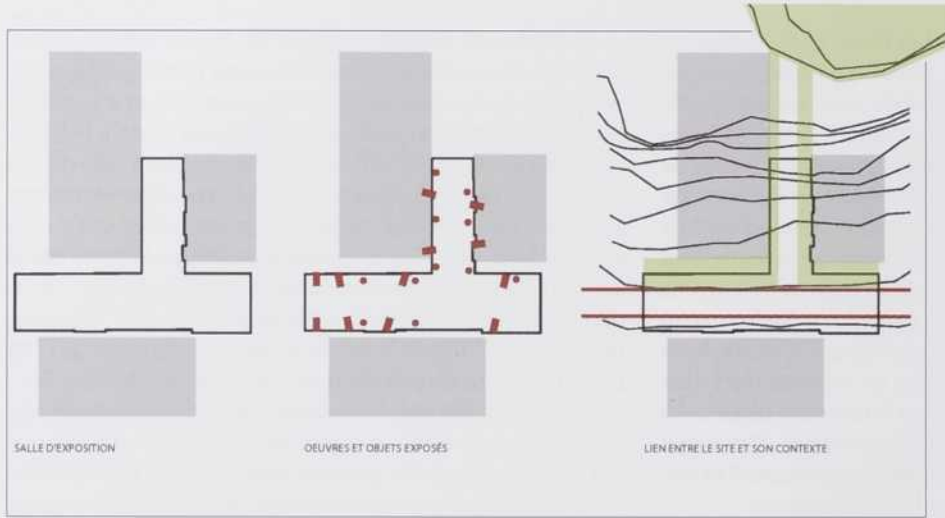 SALLE D'EXPOSITION
OEUVRES ET OBJETS EXPOSÉS
LIEN ENTRE LE SITE ET SON CONTEXTE